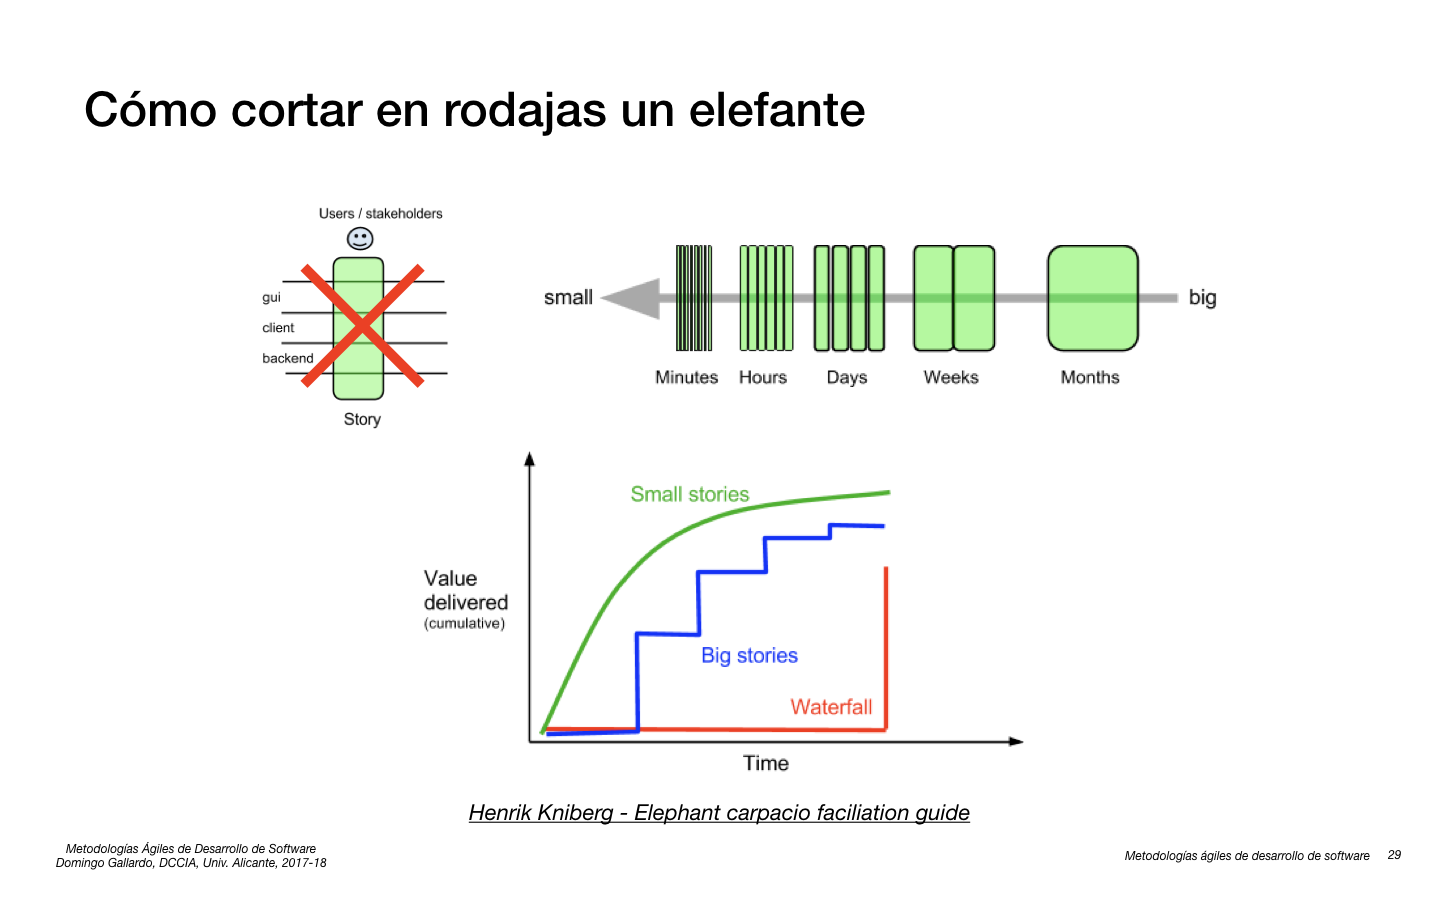 Cómo cortar en rodajas un elefante
Users / stakeholders
gui
client
backend
Story
small
big
Minutes
Hours
Days
Weeks
Months
Small stories
Value
delivered
(cumulative)
Big stories
Waterfall
Time
Henrik Kniberg - Elephant carpacio faciliation guide
Metodologías Ágiles de Desarrollo de Software
Domingo Gallardo, DCCIA, Univ. Alicante, 2017-18
Metodologías ágiles de desarrollo de software 29